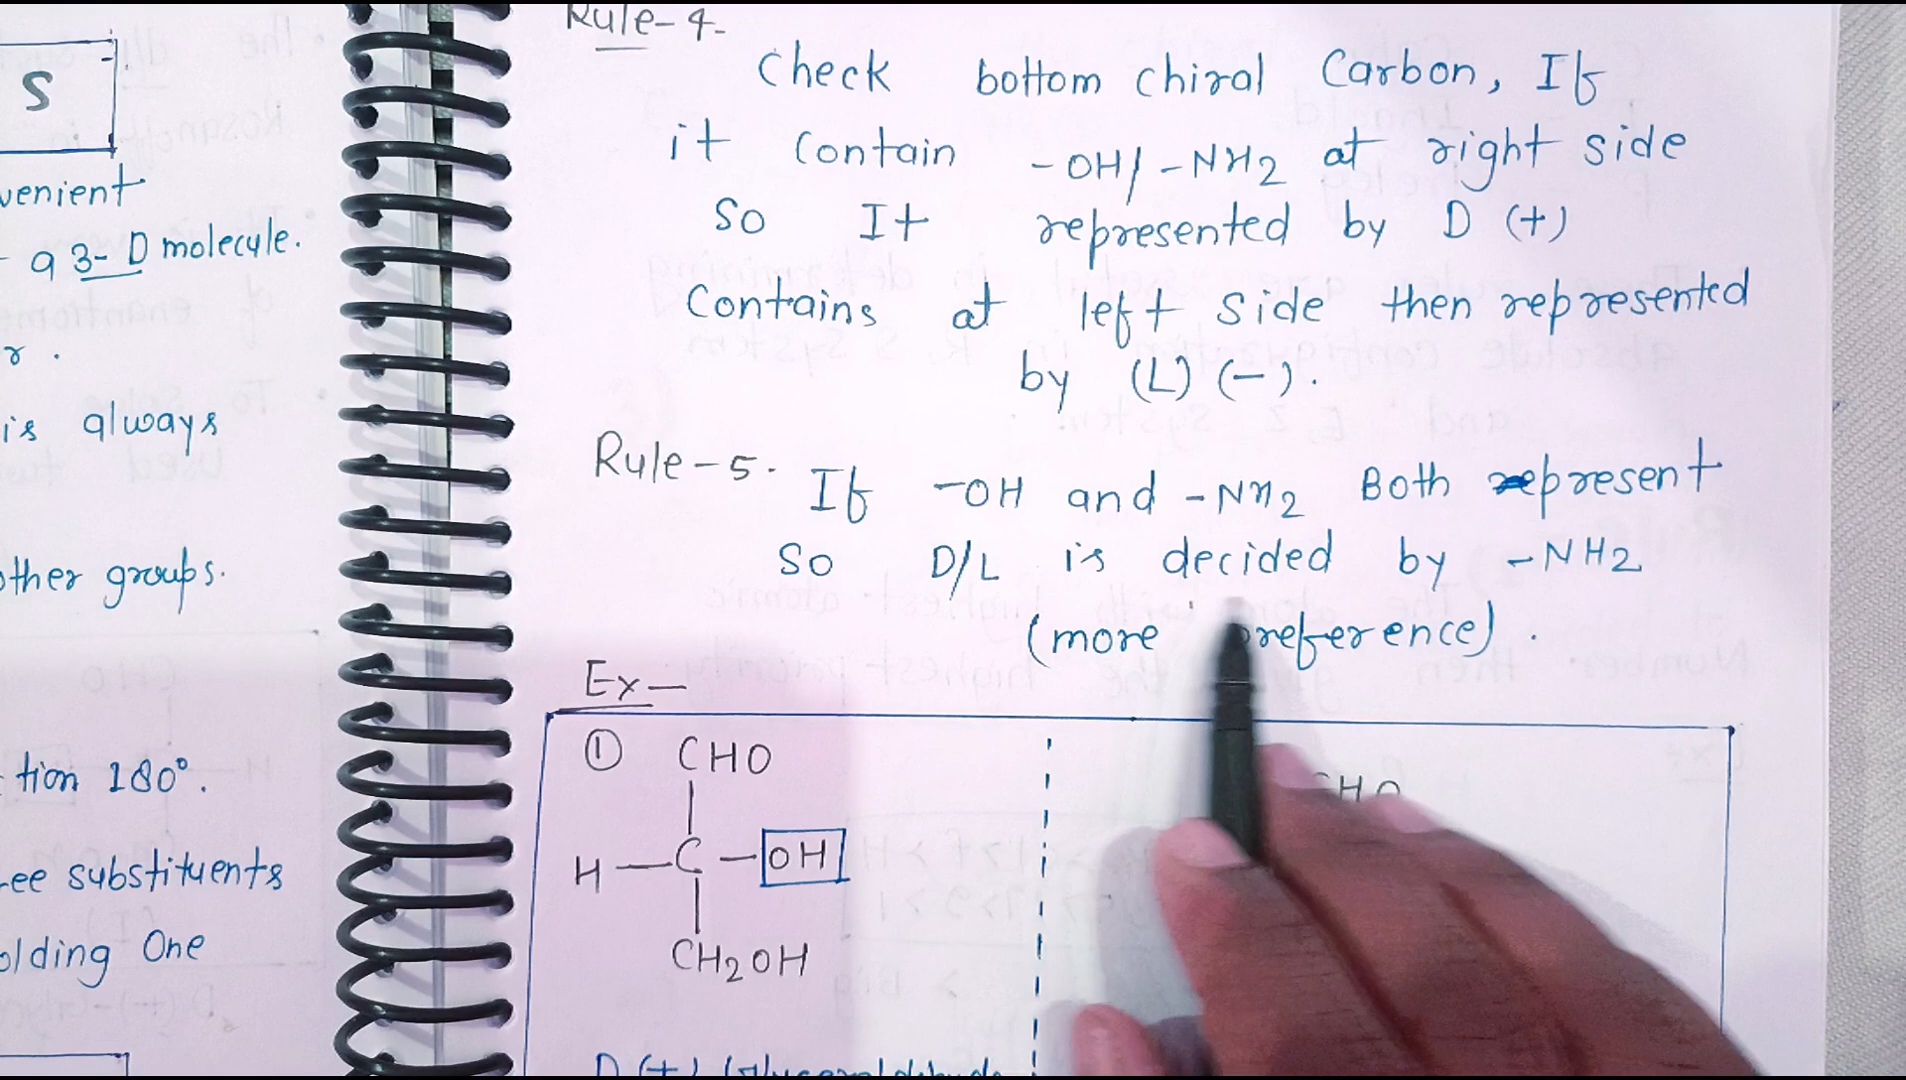 S
venient
a 3-D molecule.
r.
is always
other groups.
tion 180°.
ee substituents
olding One
Rule-4-
Check bottom chiral Carbon, If
it contain -OH/-NH2 at right side
So It represented by D (+)
Contains at left side then represented
by (L) (-).
Rule-5. If -OH and -NH2 Both represent
So D/L is decided by -NH2
(more preference).
Ex-
① CHO
CHO
H-C-OH
CH2OH
D (+) Glyceraldehyde